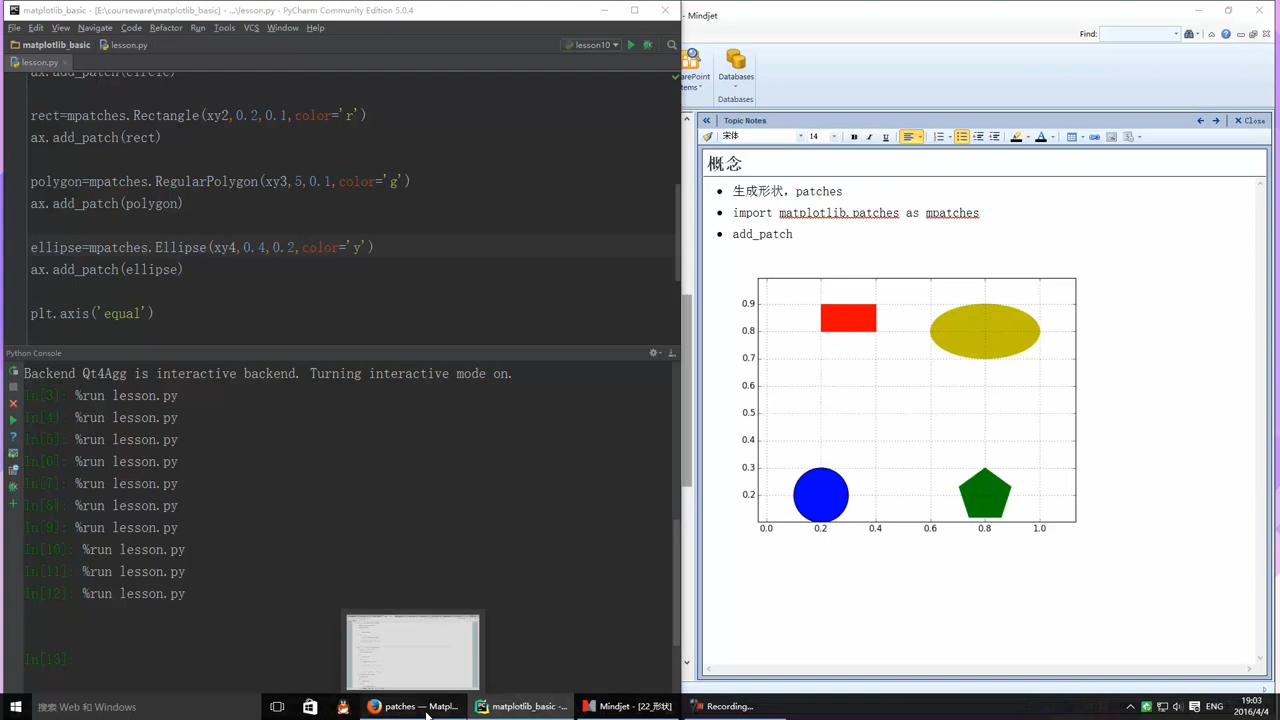 matplotlib_basic - [E:\courseware\matplotlib_basic] - ...\lesson.py - PyCharm Community Edition 5.0.4
File Edit View Navigate Code Refactor Run Tools VCS Window Help
matplotlib_basic lesson.py
lesson10
lesson.py
ax.add_patch(circle)
rect=mpatches.Rectangle(xy2,0.2,0.1,color='r')
ax.add_patch(rect)
polygon=mpatches.RegularPolygon(xy3,5,0.1,color='g')
ax.add_patch(polygon)
ellipse=mpatches.Ellipse(xy4,0.4,0.2,color='y')
ax.add_patch(ellipse)
plt.axis('equal')
Python Console
Backend Qt4Agg is interactive backend. Turning interactive mode on.
In[3]: %run lesson.py
In[4]: %run lesson.py
In[5]: %run lesson.py
In[6]: %run lesson.py
In[7]: %run lesson.py
In[8]: %run lesson.py
In[9]: %run lesson.py
In[10]: %run lesson.py
In[11]: %run lesson.py
In[12]: %run lesson.py
In[13]:
- Mindjet
Find:
arePoint
tems
Databases
Databases
Topic Notes
Close
宋体 14 B I U
概念
生成形状，patches
import matplotlib.patches as mpatches
add_patch
0.9
0.8
0.7
0.6
0.5
0.4
0.3
0.2
0.0 0.2 0.4 0.6 0.8 1.0
搜索 Web 和 Windows
patches — Matpl...
matplotlib_basic -...
Mindjet - [22_形状]
Recording...
ENG
19:03
2016/4/4